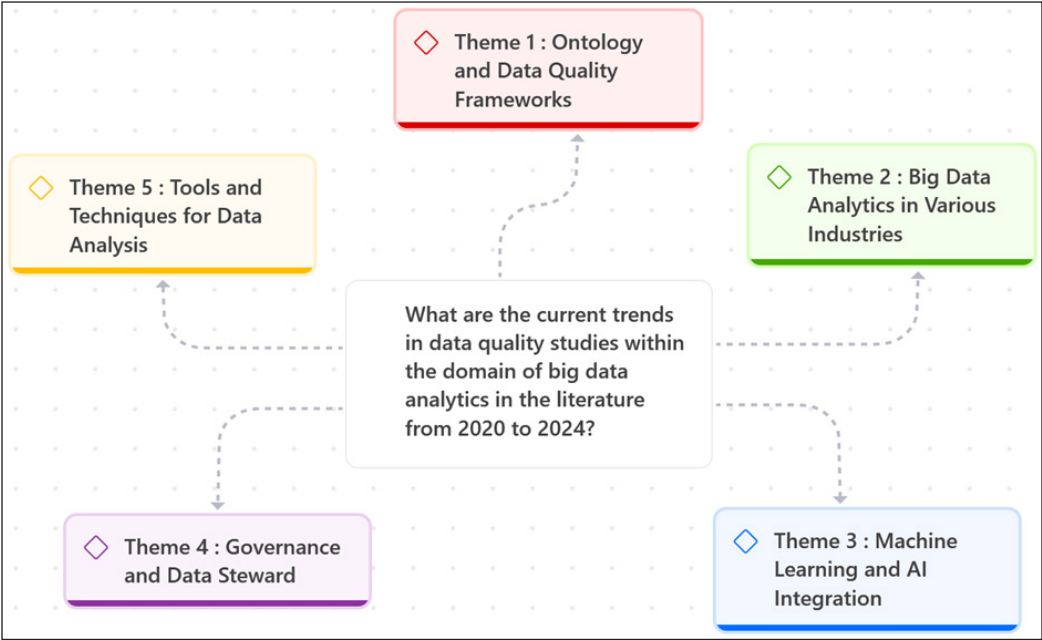 Theme 1 : Ontology
and Data Quality
Frameworks
Theme 5 : Tools and
Techniques for Data
Analysis
Theme 2 : Big Data
Analytics in Various
Industries
What are the current trends
in data quality studies within
the domain of big data
analytics in the literature
from 2020 to 2024?
Theme 4 : Governance
and Data Steward
Theme 3 : Machine
Learning and AI
Integration